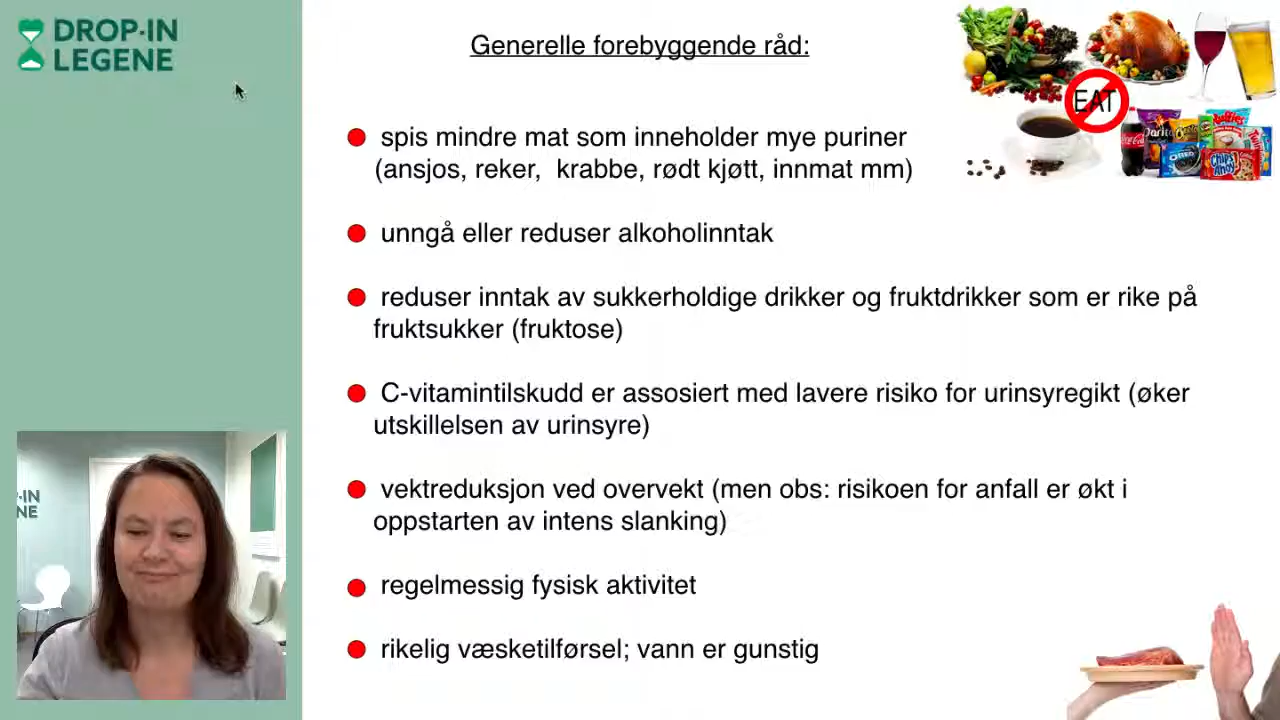 DROP-IN
LEGENE
Generelle forebyggende råd:
EAT
spis mindre mat som inneholder mye puriner
(ansjos, reker, krabbe, rødt kjøtt, innmat mm)
unngå eller reduser alkoholinntak
reduser inntak av sukkerholdige drikker og fruktdrikker som er rike på
fruktsukker (fruktose)
C-vitamintilskudd er assosiert med lavere risiko for urinsyregikt (øker
utskillelsen av urinsyre)
vektreduksjon ved overvekt (men obs: risikoen for anfall er økt i
oppstarten av intens slanking)
regelmessig fysisk aktivitet
rikelig væsketilførsel; vann er gunstig
-IN
NE
OREO